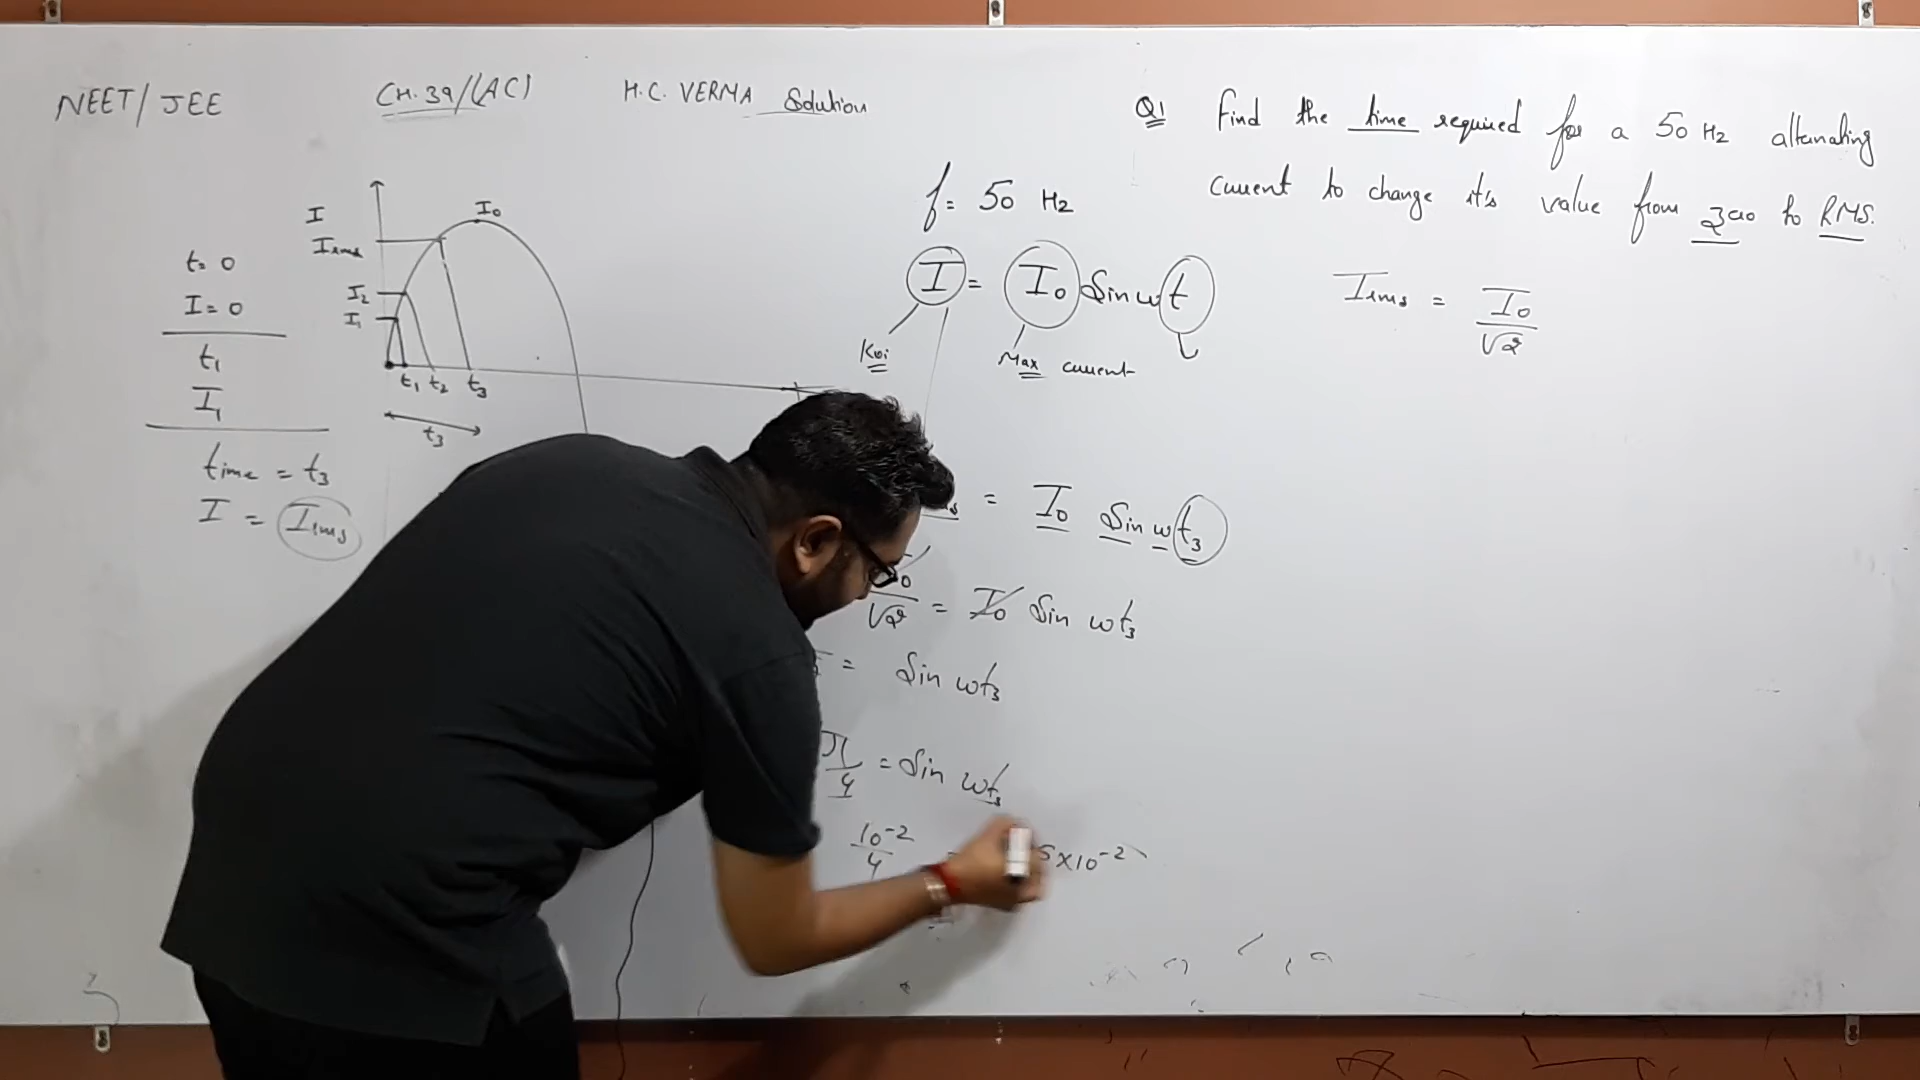 NEET/JEE
CH.39/(AC)
H.C. VERMA Solution
Q1 Find the time required for a 50 Hz alternating
current to change it's value from zero to RMS.
f = 50 Hz
I = I₀ Sin ωt
Max current
Irms = I₀/√2
I
I₀
Irms
I₂
I₁
t₁ t₂ t₃
t₃
t = 0
I = 0
t₁
I₁
time = t₃
I = Irms
= I₀ Sin ωt₃
/√2 = I₀ Sin ωt₃
= Sin ωt₃
π/4 = Sin ωt₃
10⁻²/4
5×10⁻²